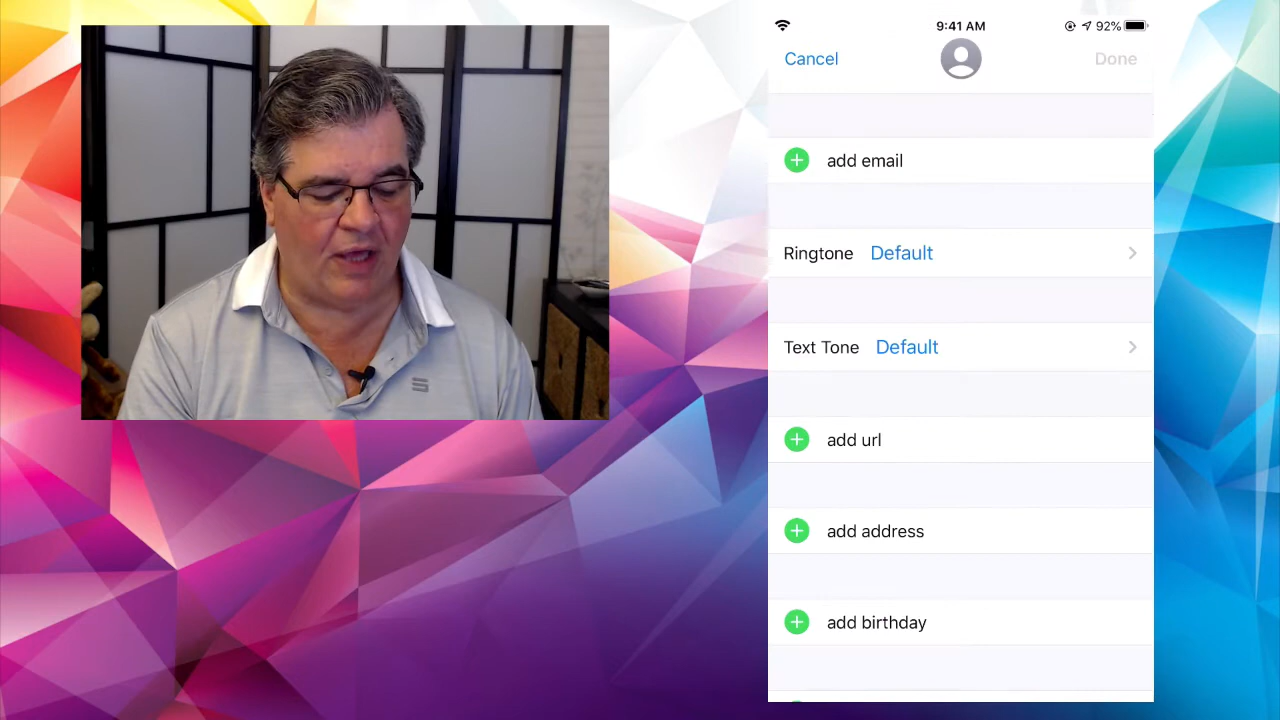 9:41 AM
92%
Cancel
Done
add email
Ringtone Default
Text Tone Default
add url
add address
add birthday